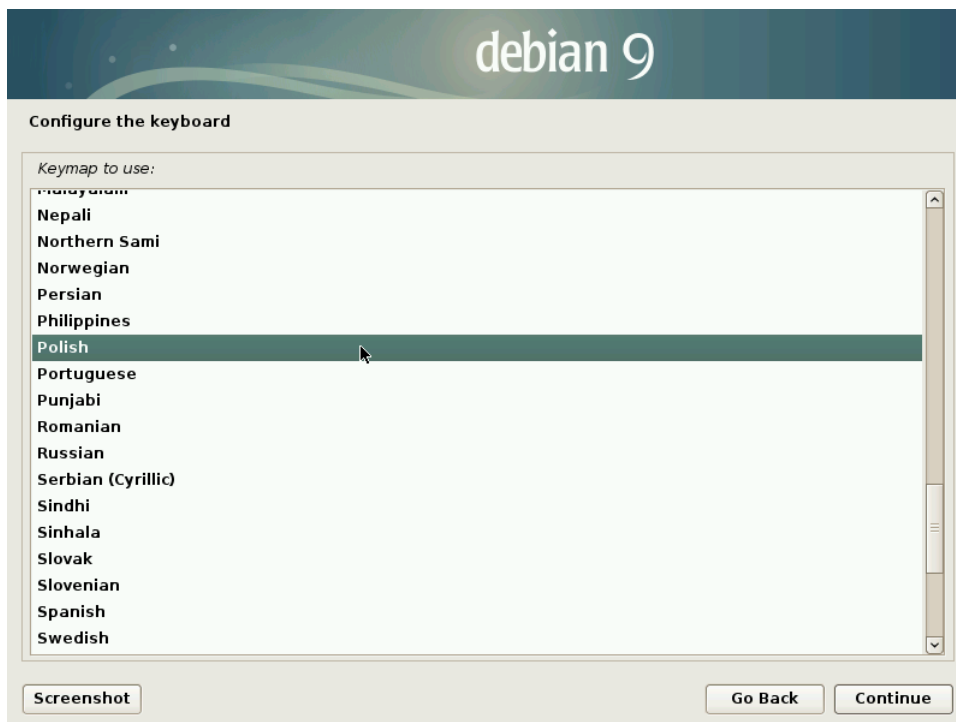 debian 9
Configure the keyboard
Keymap to use:
Malayalam
Nepali
Northern Sami
Norwegian
Persian
Philippines
Polish
Portuguese
Punjabi
Romanian
Russian
Serbian (Cyrillic)
Sindhi
Sinhala
Slovak
Slovenian
Spanish
Swedish
Screenshot
Go Back
Continue